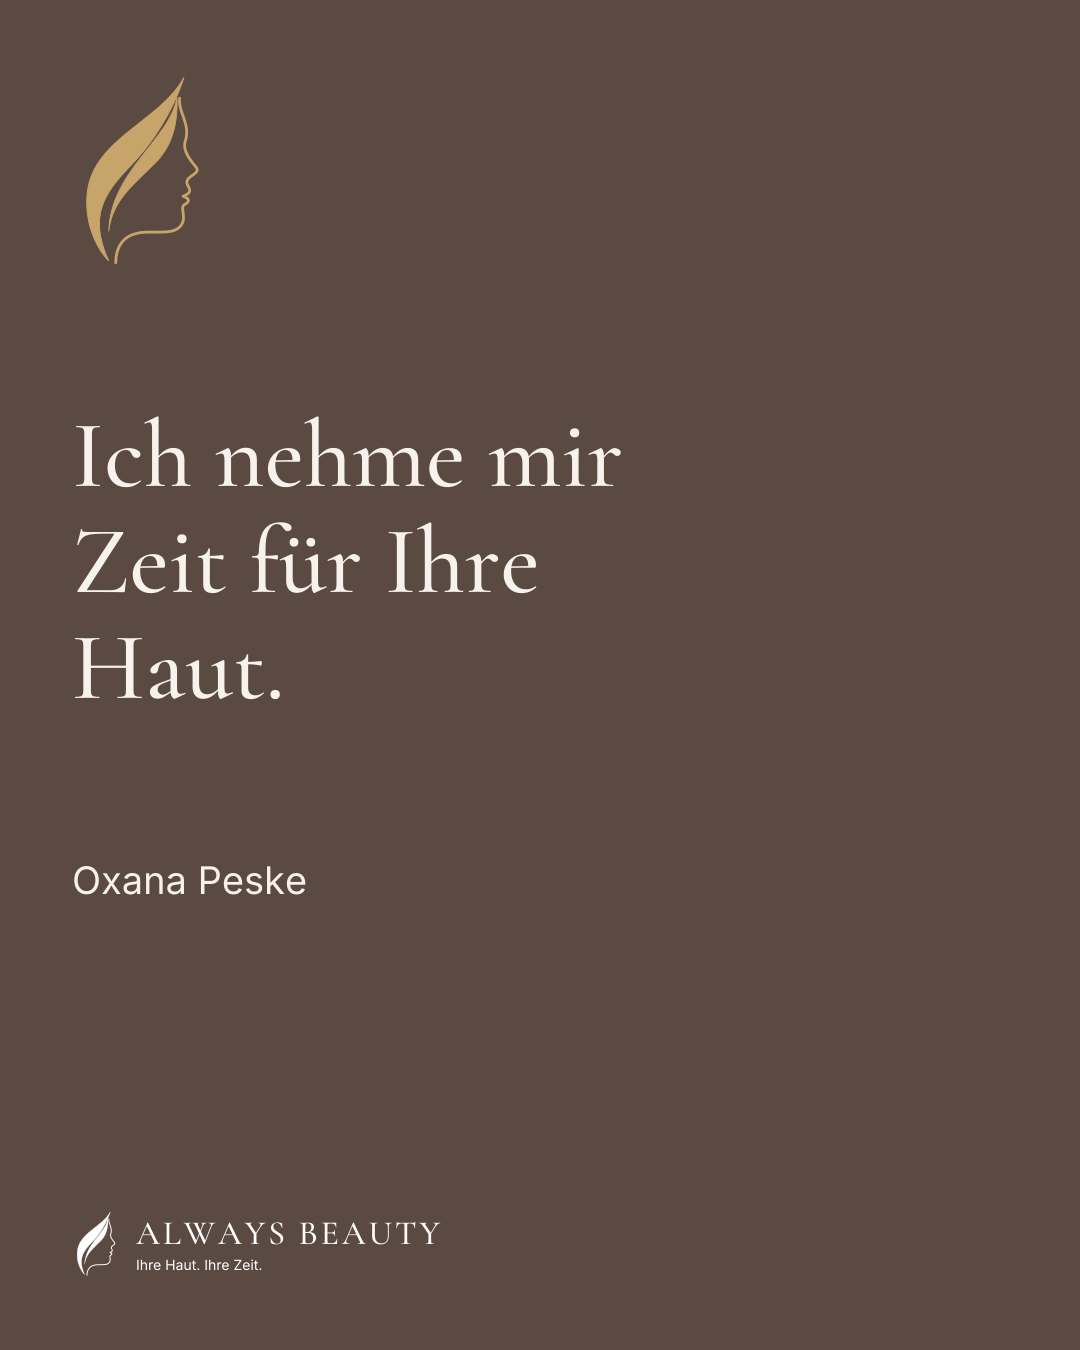 Ich nehme mir
Zeit für Ihre
Haut.
Oxana Peske
ALWAYS BEAUTY
Ihre Haut. Ihre Zeit.